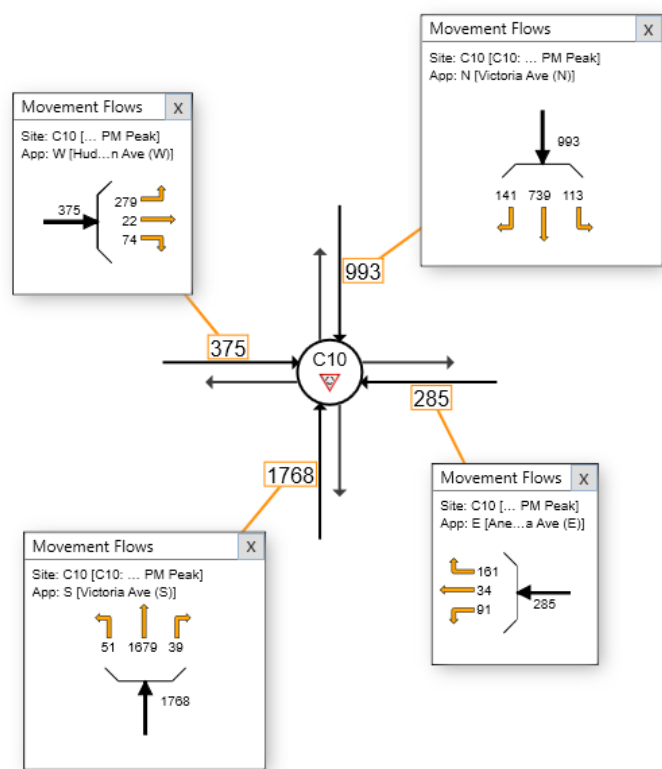 Movement Flows X
Site: C10 [C10: ... PM Peak]
App: N [Victoria Ave (N)]
993
141 739 113
Movement Flows X
Site: C10 [... PM Peak]
App: W [Hud...n Ave (W)]
375
279
22
74
993
375
C10
285
1768
Movement Flows X
Site: C10 [... PM Peak]
App: E [Ane...a Ave (E)]
161
34
91
285
Movement Flows X
Site: C10 [C10: ... PM Peak]
App: S [Victoria Ave (S)]
51 1679 39
1768